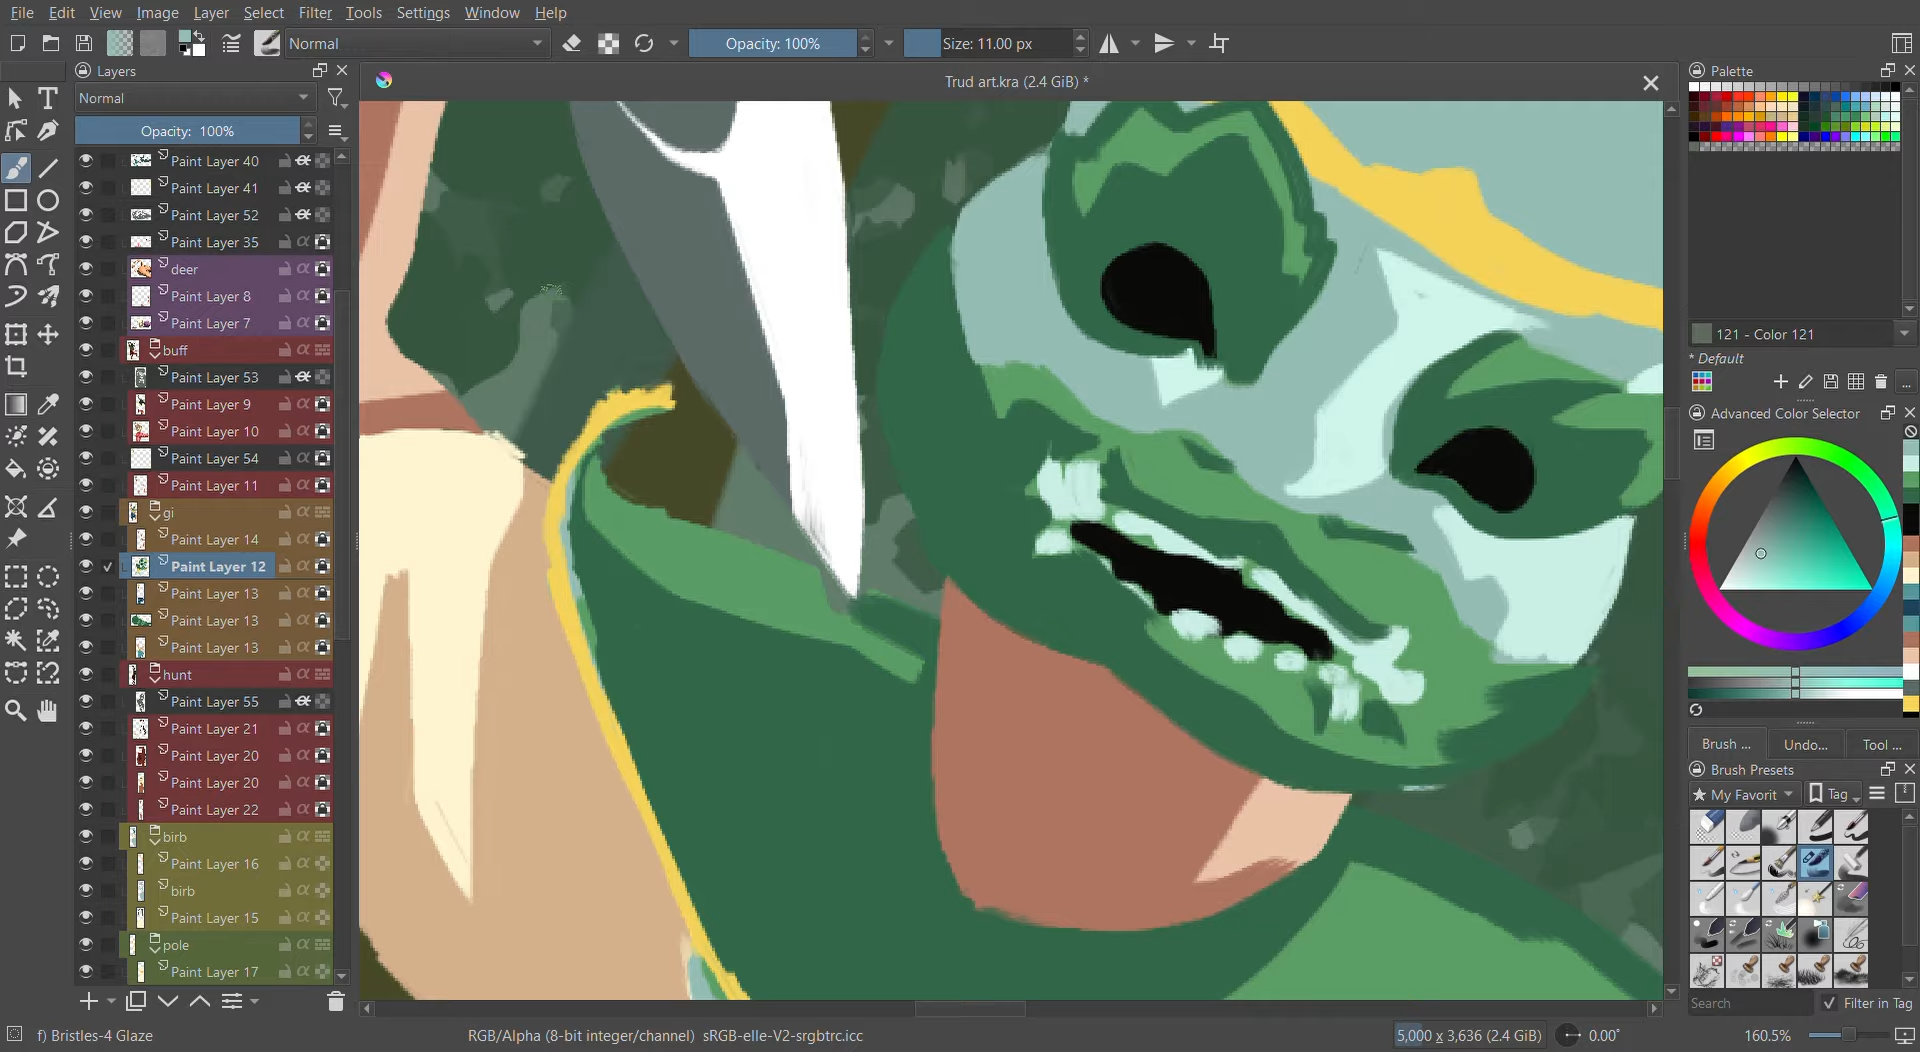 File Edit View Image Layer Select Filter Tools Settings Window Help
Normal
Opacity: 100%
Size: 11.00 px
Layers
Trud art.kra (2.4 GiB) *
Palette
Normal
Opacity: 100%
Paint Layer 40
Paint Layer 41
Paint Layer 52
Paint Layer 35
deer
Paint Layer 8
Paint Layer 7
buff
Paint Layer 53
Paint Layer 9
Paint Layer 10
Paint Layer 54
Paint Layer 11
gi
Paint Layer 14
Paint Layer 12
Paint Layer 13
Paint Layer 13
Paint Layer 13
hunt
Paint Layer 55
Paint Layer 21
Paint Layer 20
Paint Layer 20
Paint Layer 22
birb
Paint Layer 16
birb
Paint Layer 15
pole
Paint Layer 17
121 - Color 121
* Default
...
Advanced Color Selector
Brush ... Undo... Tool ...
Brush Presets
★ My Favorit Tag
Search
Filter in Tag
f) Bristles-4 Glaze
RGB/Alpha (8-bit integer/channel) sRGB-elle-V2-srgbtrc.icc
5,000 x 3,636 (2.4 GiB)
0.00°
160.5%